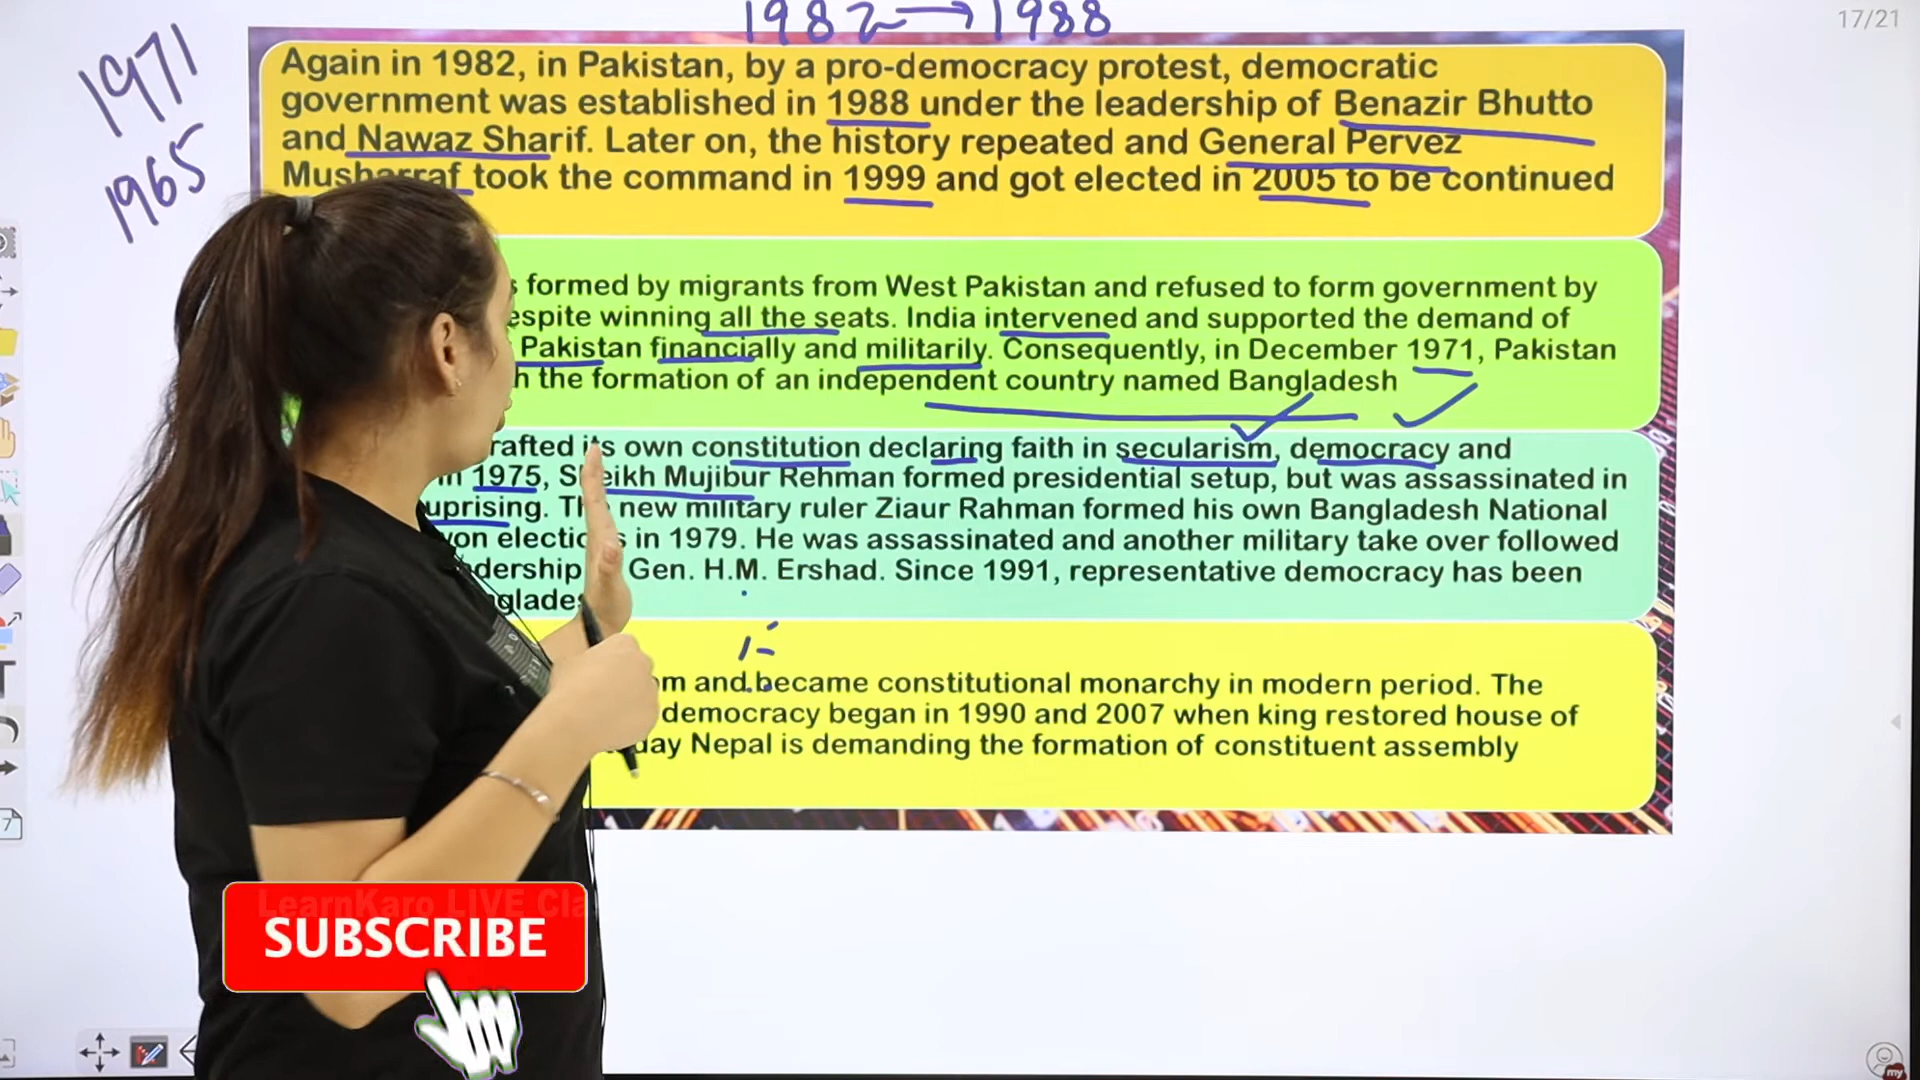 1982 → 1988
17/21
1971
1965
Again in 1982, in Pakistan, by a pro-democracy protest, democratic
government was established in 1988 under the leadership of Benazir Bhutto
and Nawaz Sharif. Later on, the history repeated and General Pervez
Musharraf took the command in 1999 and got elected in 2005 to be continued
formed by migrants from West Pakistan and refused to form government by
winning all the seats. India intervened and supported the demand of
Pakistan financially and militarily. Consequently, in December 1971, Pakistan
the formation of an independent country named Bangladesh
its own constitution declaring faith in secularism, democracy and
in 1975, Sheikh Mujibur Rehman formed presidential setup, but was assassinated in
uprising. The new military ruler Ziaur Rahman formed his own Bangladesh National
elections in 1979. He was assassinated and another military take over followed
Gen. H.M. Ershad. Since 1991, representative democracy has been
and became constitutional monarchy in modern period. The
democracy began in 1990 and 2007 when king restored house of
day Nepal is demanding the formation of constituent assembly
LearnKaro LIVE
SUBSCRIBE
7
my